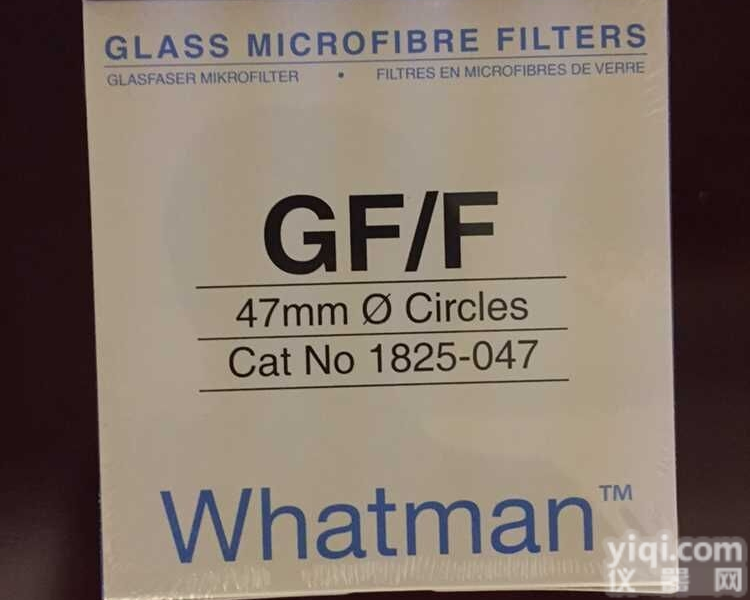 GLASS MICROFIBRE FILTERS
GLASFASER MIKROFILTER • FILTRES EN MICROFIBRES DE VERRE
GF/F
47mm Ø Circles
Cat No 1825-047
Whatman™
yiqi.com
仪器网